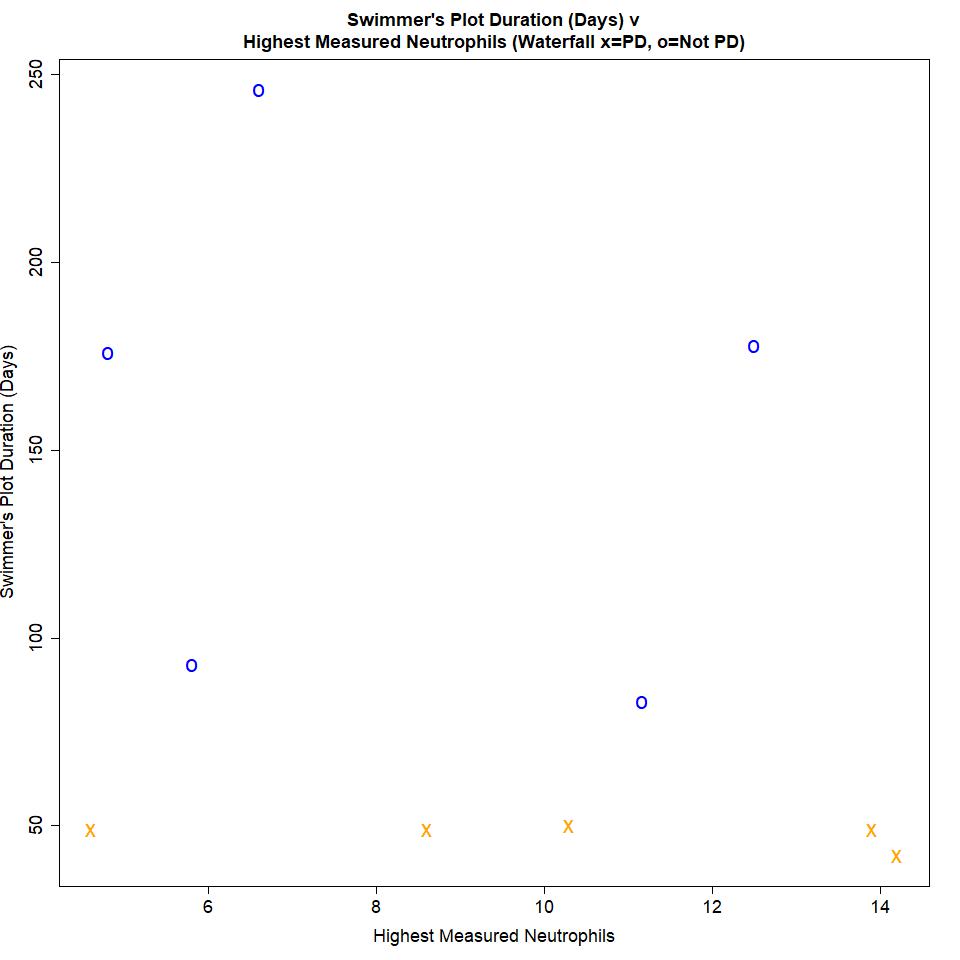 Swimmer's Plot Duration (Days) v
Highest Measured Neutrophils (Waterfall x=PD, o=Not PD)
Swimmer's Plot Duration (Days)
250
200
150
100
50
o
o
o
o
o
x
x
x
x
x
6 8 10 12 14
Highest Measured Neutrophils